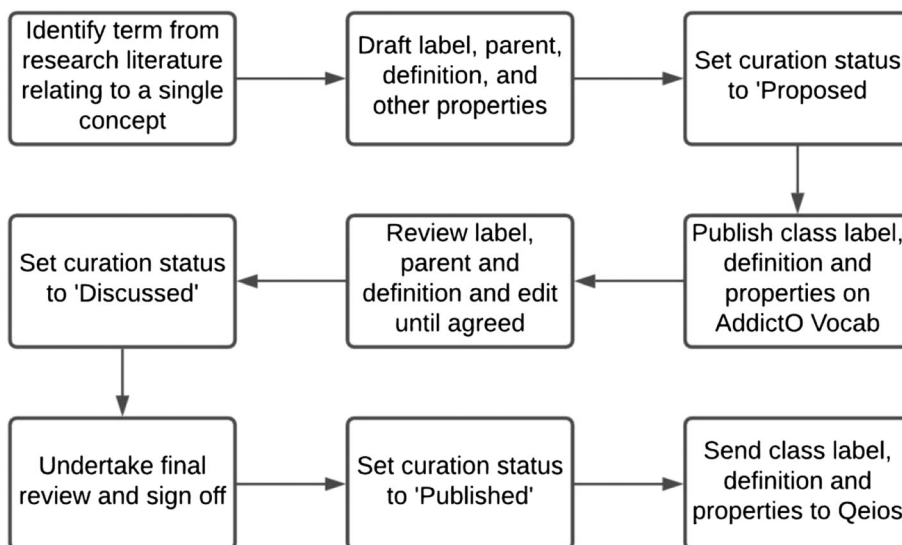 Identify term from
research literature
relating to a single
concept
Draft label, parent,
definition, and
other properties
Set curation status
to 'Proposed
Publish class label,
definition and
properties on
AddictO Vocab
Review label,
parent and
definition and edit
until agreed
Set curation status
to 'Discussed'
Undertake final
review and sign off
Set curation status
to 'Published'
Send class label,
definition and
properties to Qeios